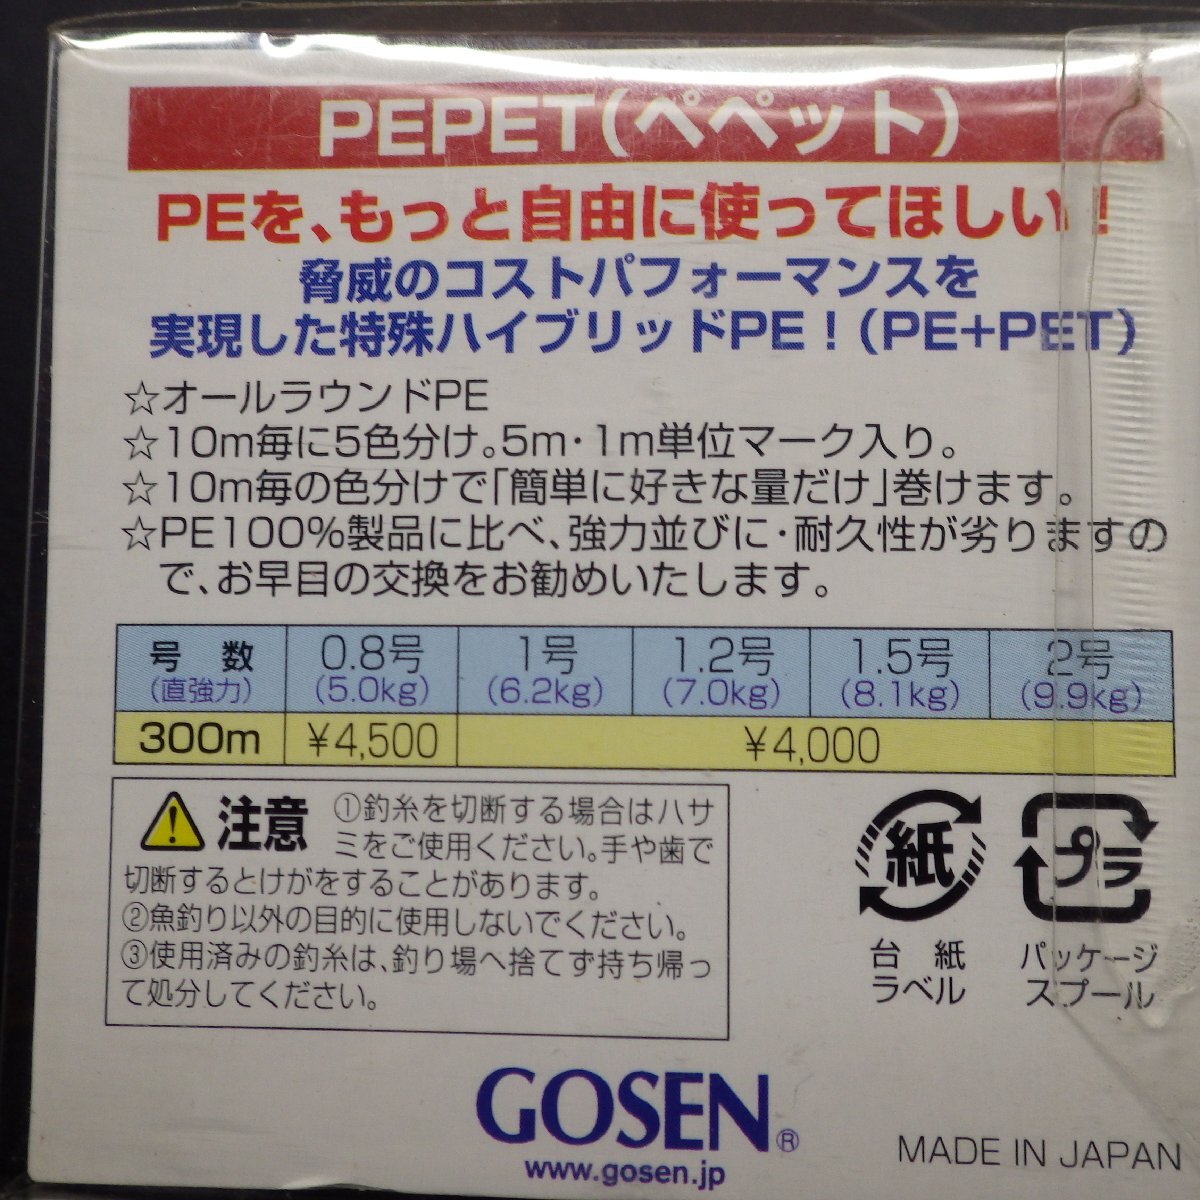 PEPET(ペペット)
PEを、もっと自由に使ってほしい!
脅威のコストパフォーマンスを
実現した特殊ハイブリッドPE!(PE+PET)
☆オールラウンドPE
☆10m毎に5色分け。5m・1m単位マーク入り。
☆10m毎の色分けで「簡単に好きな量だけ」巻けます。
☆PE100%製品に比べ、強力並びに・耐久性が劣りますの
で、お早目の交換をお勧めいたします。
号 数 0.8号 1号 1.2号 1.5号 2号
(直強力) (5.0kg) (6.2kg) (7.0kg) (8.1kg) (9.9kg)
300m ¥4,500 ¥4,000
注意 ①釣糸を切断する場合はハサ
ミをご使用ください。手や歯で
切断するとけがをすることがあります。
②魚釣り以外の目的に使用しないでください。
③使用済みの釣糸は、釣り場へ捨てず持ち帰っ
て処分してください。
紙 プラ
台 紙 パッケージ
ラベル スプール
GOSEN®
www.gosen.jp
MADE IN JAPAN